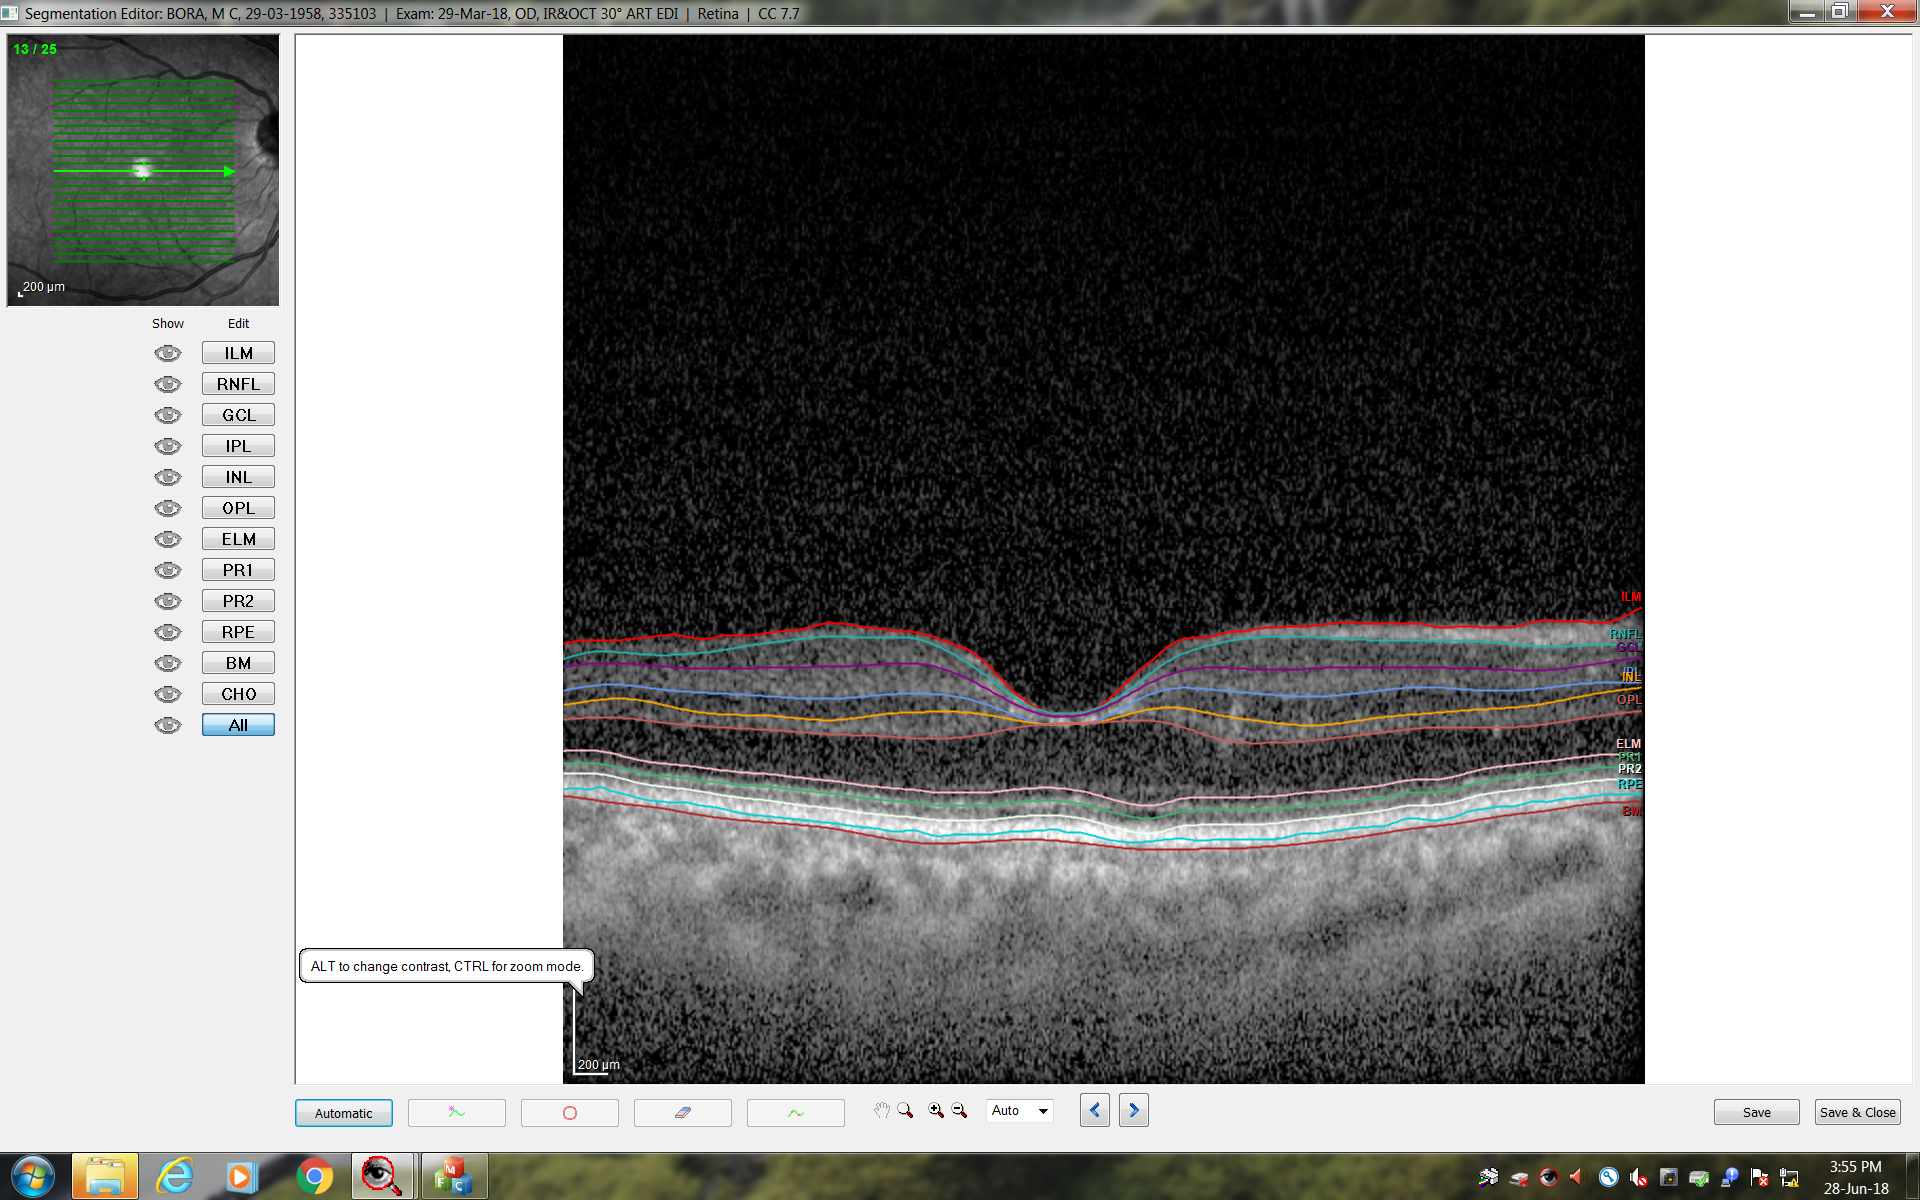 Segmentation Editor: BORA, M C, 29-03-1958, 335103 | Exam: 29-Mar-18, OD, IR&OCT 30° ART EDI | Retina | CC 7.7
13 / 25
200 µm
Show Edit
ILM
RNFL
GCL
IPL
INL
OPL
ELM
PR1
PR2
RPE
BM
CHO
All
ILM
RNFL
GCL
IPL
INL
OPL
ELM
PR1
PR2
RPE
BM
ALT to change contrast, CTRL for zoom mode.
200 µm
Automatic
Auto
Save
Save & Close
3:55 PM
28-Jun-18